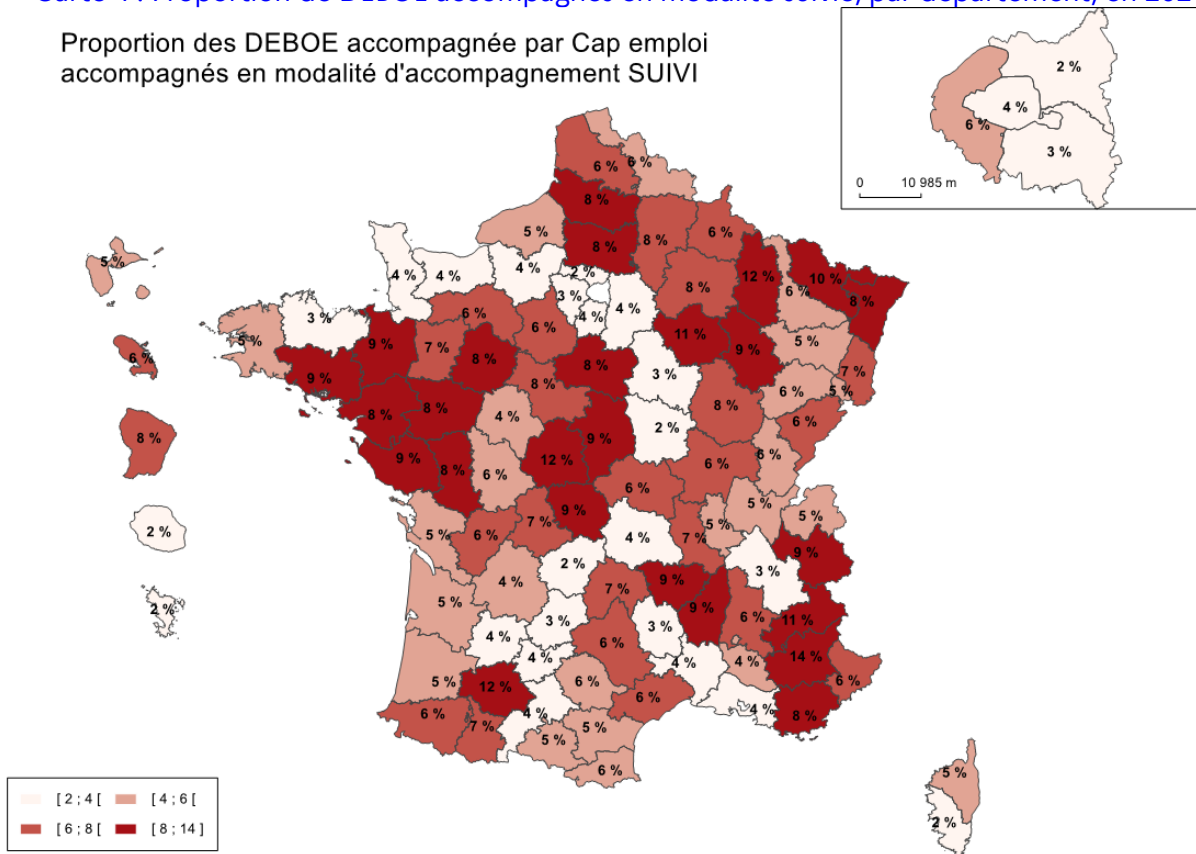 Proportion des DEBOE accompagnée par Cap emploi
accompagnés en modalité d'accompagnement SUIVI
2 %
4 %
6 %
3 %
0 10 985 m
6 % 6 %
8 %
5 % 8 % 8 % 6 %
5 %
4 % 4 % 4 % 2 % 8 % 12 % 6 % 10 % 8 %
3 % 4 % 4 %
3 % 6 % 6 % 11 % 9 % 5 %
5 % 9 % 7 % 8 % 8 % 3 % 7 %
6 % 9 % 8 % 8 % 6 % 5 %
8 % 8 % 4 % 9 % 2 % 6 %
8 % 9 % 8 % 6 % 12 % 6 % 6 %
6 % 5 % 5 %
2 % 5 % 6 % 7 % 9 % 4 % 7 % 5 % 9 %
2 % 5 % 4 % 2 % 7 % 9 % 3 %
4 % 3 % 6 % 3 % 9 % 6 % 11 %
5 % 12 % 4 % 6 % 4 % 4 % 14 % 6 %
6 % 7 % 4 % 5 % 6 % 4 % 8 %
5 % 6 %
5 %
2 %
[ 2 ; 4 [ [ 4 ; 6 [
[ 6 ; 8 [ [ 8 ; 14 ]